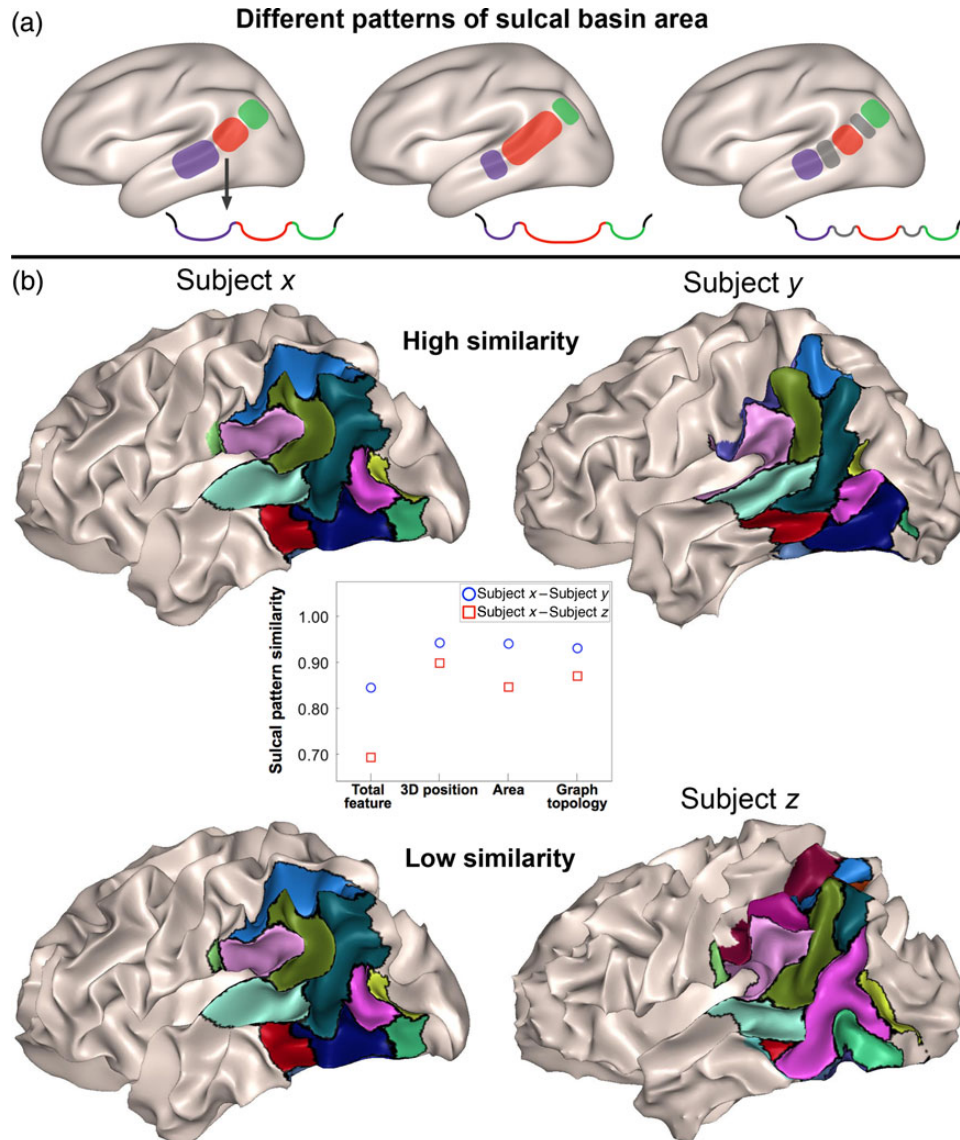 (a)
Different patterns of sulcal basin area
(b)
Subject x
Subject y
High similarity
Sulcal pattern similarity
1.00
0.90
0.80
0.70
Subject x – Subject y
Subject x – Subject z
Total
feature
3D position
Area
Graph
topology
Subject z
Low similarity